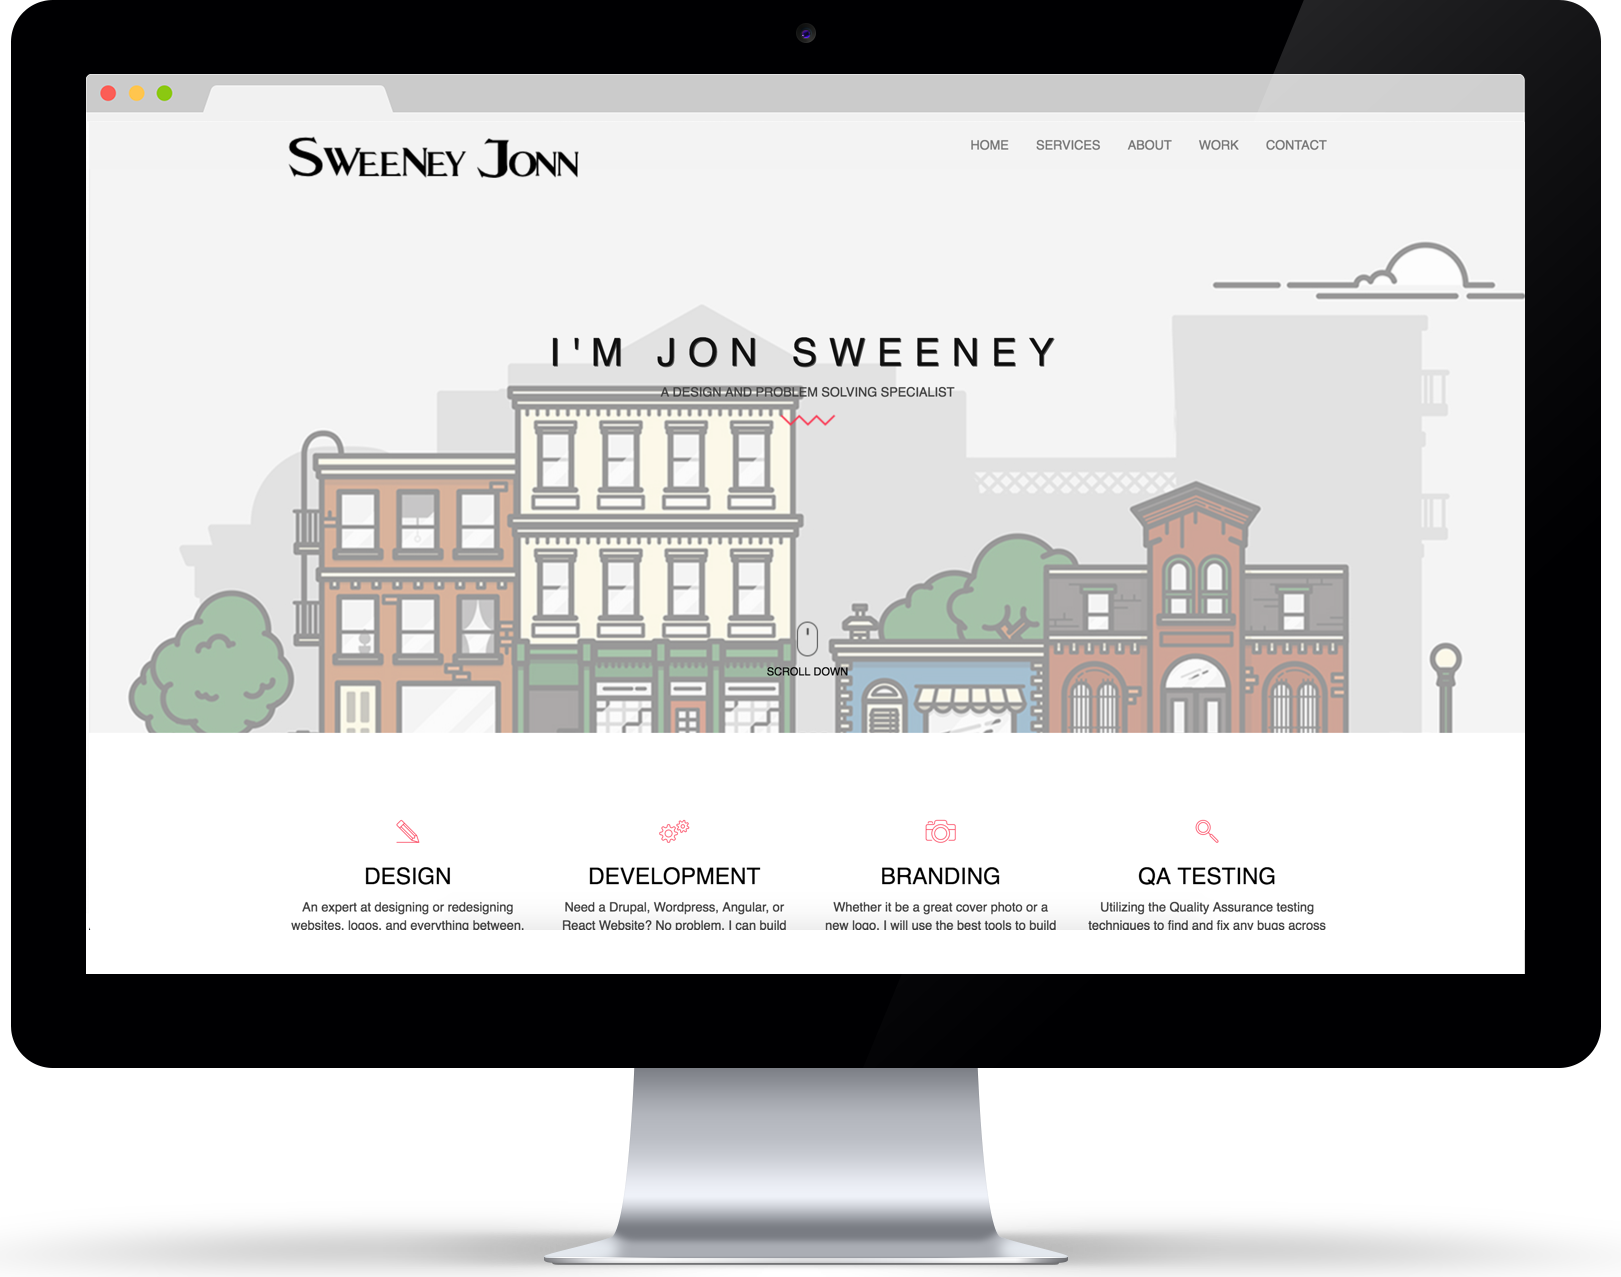 SWEENEY JONN
HOME SERVICES ABOUT WORK CONTACT
I'M JON SWEENEY
A DESIGN AND PROBLEM SOLVING SPECIALIST
SCROLL DOWN
DESIGN
An expert at designing or redesigning
websites, logos, and everything between.
DEVELOPMENT
Need a Drupal, Wordpress, Angular, or
React Website? No problem. I can build
BRANDING
Whether it be a great cover photo or a
new logo. I will use the best tools to build
QA TESTING
Utilizing the Quality Assurance testing
techniques to find and fix any bugs across